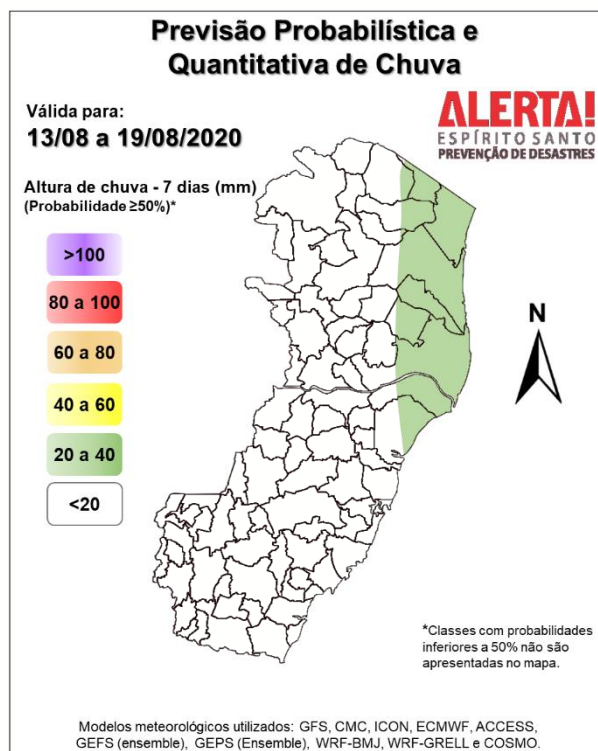 Previsão Probabilística e
Quantitativa de Chuva
Válida para:
13/08 a 19/08/2020
ALERTA!
ESPÍRITO SANTO
PREVENÇÃO DE DESASTRES
Altura de chuva - 7 dias (mm)
(Probabilidade ≥50%)*
>100
80 a 100
60 a 80
40 a 60
20 a 40
<20
N
*Classes com probabilidades
inferiores a 50% não são
apresentadas no mapa.
Modelos meteorológicos utilizados: GFS, CMC, ICON, ECMWF, ACCESS,
GEFS (ensemble), GEPS (Ensemble), WRF-BMJ, WRF-GRELL e COSMO.